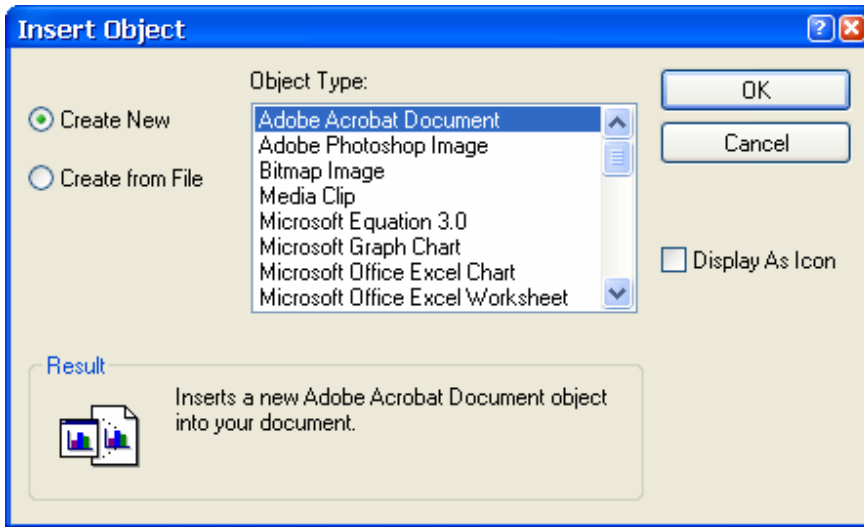 Insert Object
Object Type:
Create New
Create from File
Adobe Acrobat Document
Adobe Photoshop Image
Bitmap Image
Media Clip
Microsoft Equation 3.0
Microsoft Graph Chart
Microsoft Office Excel Chart
Microsoft Office Excel Worksheet
OK
Cancel
Display As Icon
Result
Inserts a new Adobe Acrobat Document object
into your document.